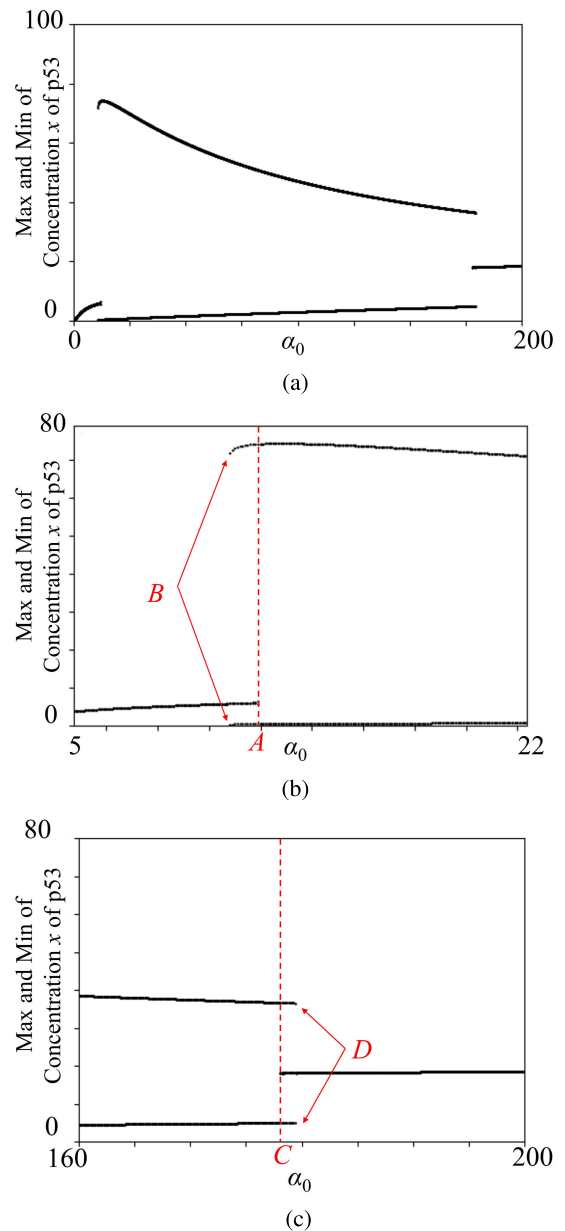 100
Max and Min of
Concentration x of p53
0
0
α0
200
(a)
80
Max and Min of
Concentration x of p53
B
0
5
A
α0
22
(b)
80
Max and Min of
Concentration x of p53
D
0
160
C
α0
200
(c)